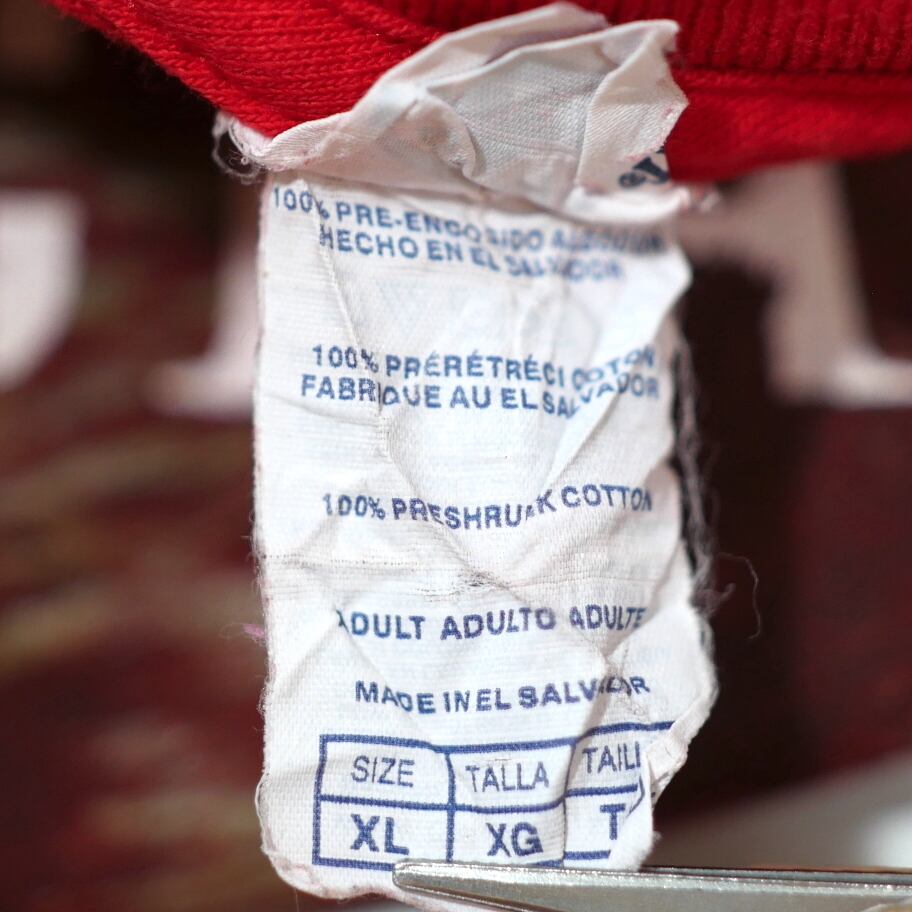 100% PRE-ENCOGIDO ALGODON
HECHO EN EL SALVADOR
100% PRÉRÉTRÉCI COTON
FABRIQUE AU EL SALVADOR
100% PRESHRUNK COTTON
ADULT ADULTO ADULTE
MADE IN EL SALVADOR
SIZE TALLA TAILL
XL XG T